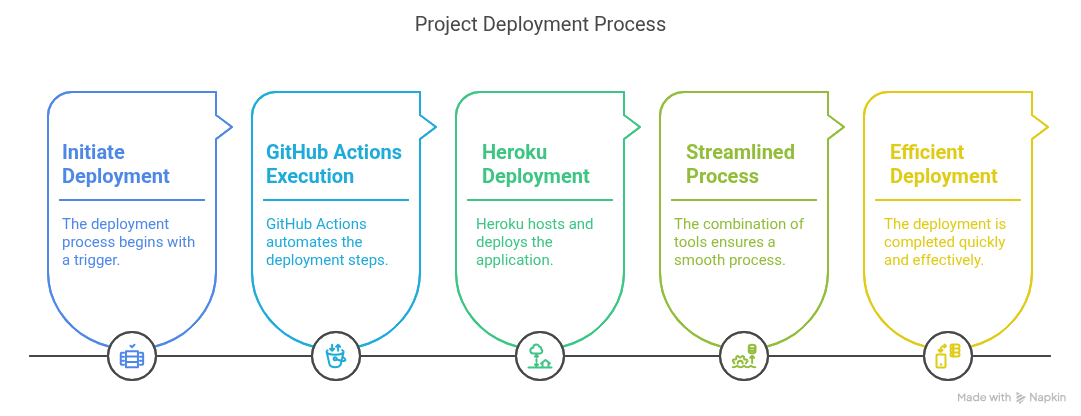 Project Deployment Process
Initiate
Deployment
The deployment
process begins with
a trigger.
GitHub Actions
Execution
GitHub Actions
automates the
deployment steps.
Heroku
Deployment
Heroku hosts and
deploys the
application.
Streamlined
Process
The combination of
tools ensures a
smooth process.
Efficient
Deployment
The deployment is
completed quickly
and effectively.
Made with Napkin